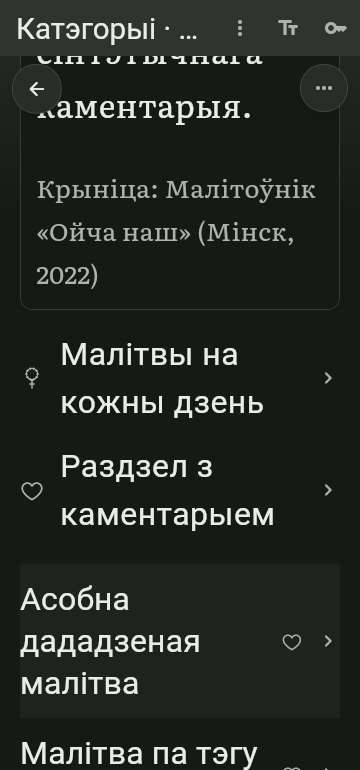 Катэгорыі · ...
сінтэтычнага
каментарыя.
Крыніца: Малітоўнік
«Ойча наш» (Мінск,
2022)
Малітвы на
кожны дзень
Раздзел з
каментарыем
Асобна
дададзеная
малітва
Малітва па тэгу